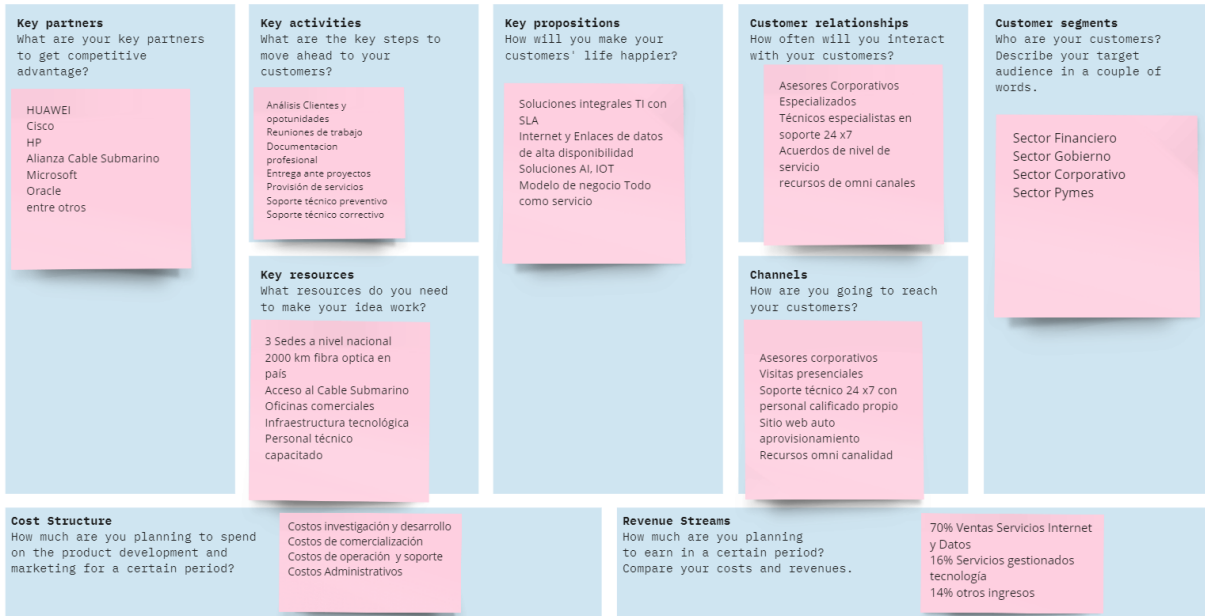 Key partners
What are your key partners
to get competitive
advantage?
HUAWEI
Cisco
HP
Alianza Cable Submarino
Microsoft
Oracle
entre otros
Key activities
What are the key steps to
move ahead to your
customers?
Análisis Clientes y
opotunidades
Reuniones de trabajo
Documentacion
profesional
Entrega ante proyectos
Provisión de servicios
Soporte técnico preventivo
Soporte técnico correctivo
Key resources
What resources do you need
to make your idea work?
3 Sedes a nivel nacional
2000 km fibra optica en
país
Acceso al Cable Submarino
Oficinas comerciales
Infraestructura tecnológica
Personal técnico
capacitado
Key propositions
How will you make your
customers' life happier?
Soluciones integrales TI con
SLA
Internet y Enlaces de datos
de alta disponibilidad
Soluciones AI, IOT
Modelo de negocio Todo
como servicio
Customer relationships
How often will you interact
with your customers?
Asesores Corporativos
Especializados
Técnicos especialistas en
soporte 24 x7
Acuerdos de nivel de
servicio
recursos de omni canales
Channels
How are you going to reach
your customers?
Asesores corporativos
Visitas presenciales
Soporte técnico 24 x7 con
personal calificado propio
Sitio web auto
aprovisionamiento
Recursos omni canalidad
Customer segments
Who are your customers?
Describe your target
audience in a couple of
words.
Sector Financiero
Sector Gobierno
Sector Corporativo
Sector Pymes
Cost Structure
How much are you planning to spend
on the product development and
marketing for a certain period?
Costos investigación y desarrollo
Costos de comercialización
Costos de operación y soporte
Costos Administrativos
Revenue Streams
How much are you planning
to earn in a certain period?
Compare your costs and revenues.
70% Ventas Servicios Internet
y Datos
16% Servicios gestionados
tecnología
14% otros ingresos